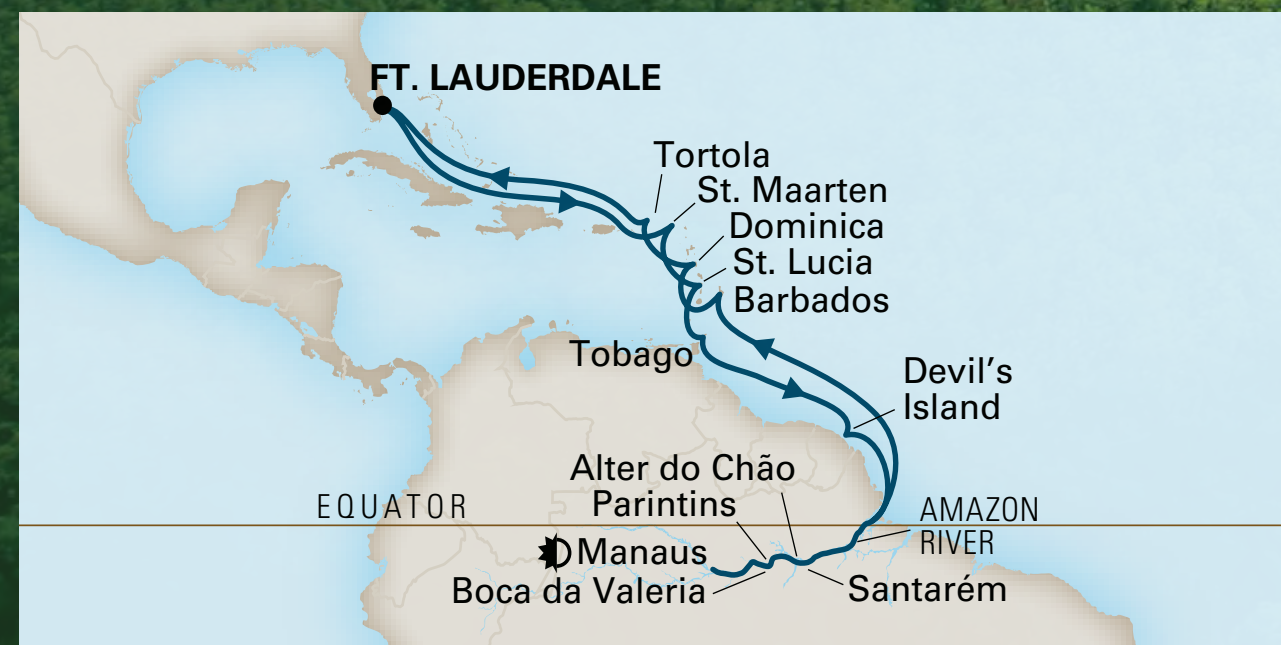 FT. LAUDERDALE
Tortola
St. Maarten
Dominica
St. Lucia
Barbados
Tobago
Devil's
Island
Alter do Chão
Parintins
EQUATOR
AMAZON
RIVER
Manaus
Boca da Valeria
Santarém